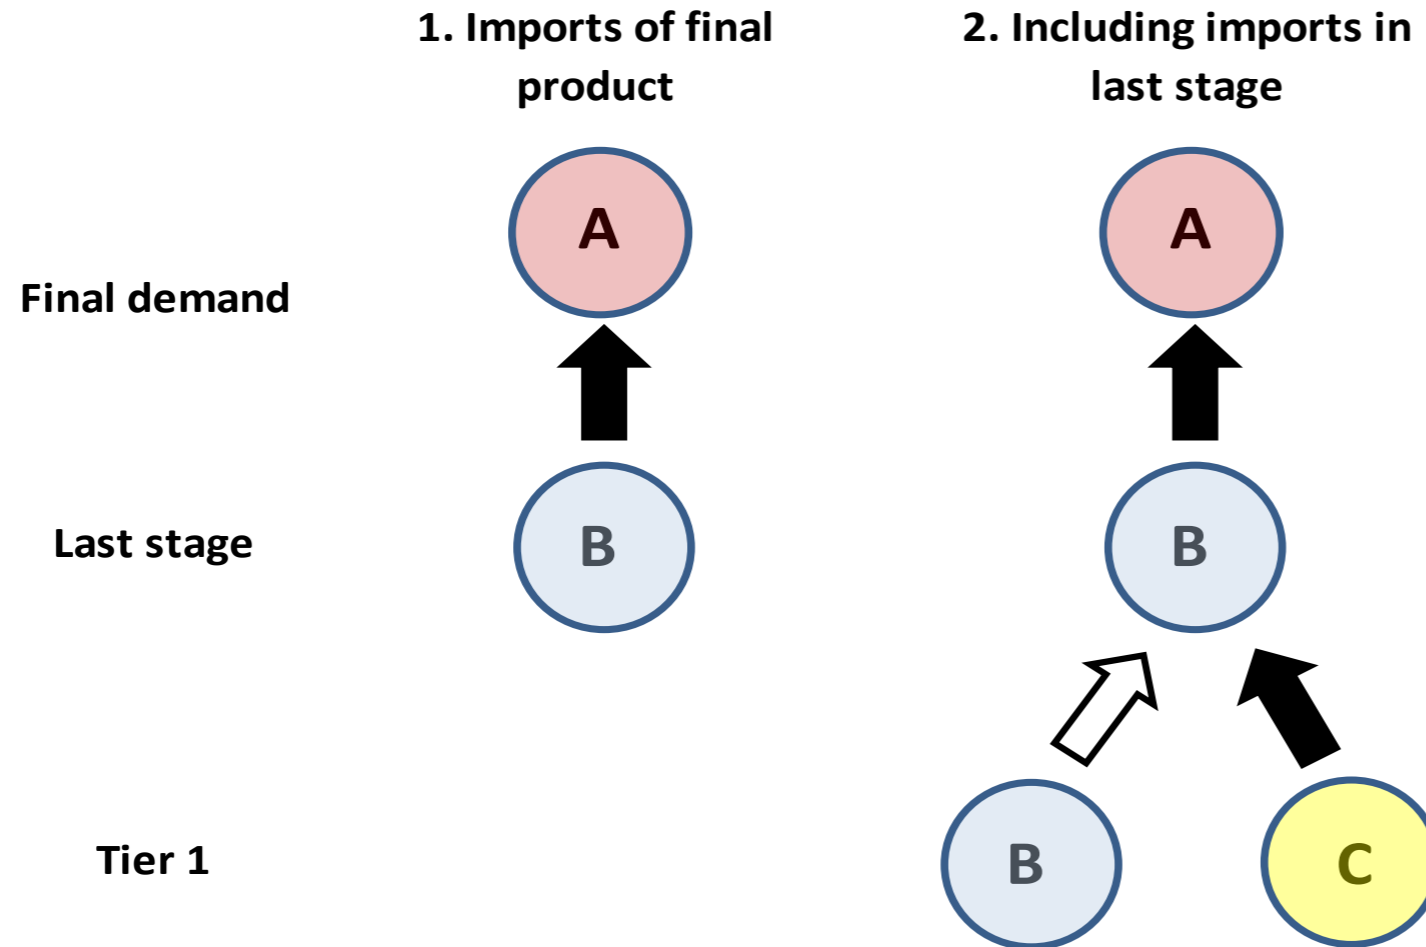 1. Imports of final
product
2. Including imports in
last stage
A
A
Final demand
B
B
Last stage
B
C
Tier 1